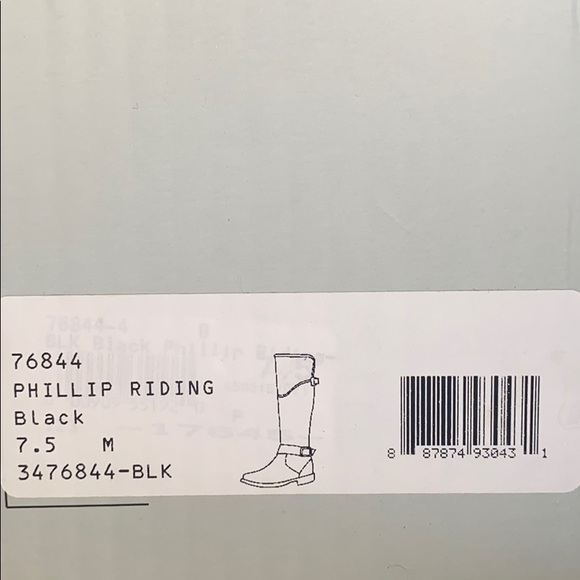 76844
PHILLIP RIDING
Black
7.5 M
3476844-BLK
8 87874 93043 1